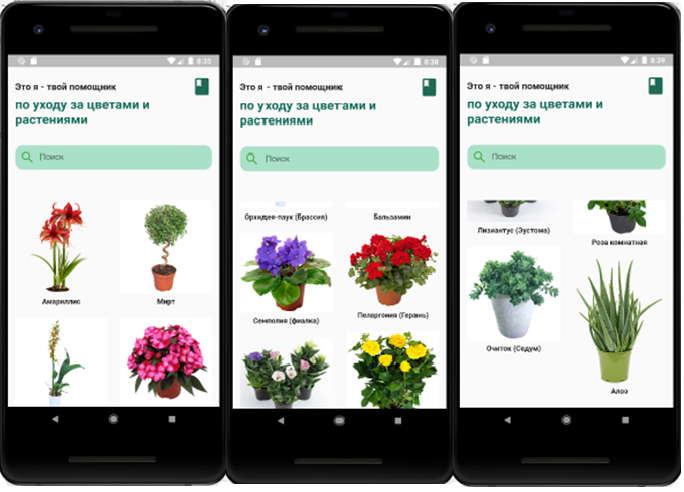 8:35
Это я - твой помощник
по уходу за цветами и
растениями
Поиск
Амариллис
Мирт
8:38
Это я - твой помощник
по уходу за цветами и
растениями
Поиск
Орхидея-паук (Брассия)
Бальзамин
Сенполия (фиалка)
Пеларгония (Герань)
8:39
Это я - твой помощник
по уходу за цветами и
растениями
Поиск
Лизиантус (Эустома)
Роза комнатная
Очиток (Седум)
Алоэ